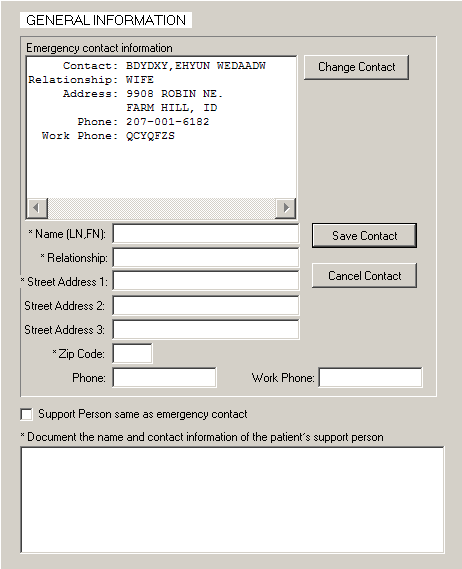 GENERAL INFORMATION
Emergency contact information
Contact: BDYDXY,EHYUN WEDAADW
Relationship: WIFE
Address: 9908 ROBIN NE.
FARM HILL, ID
Phone: 207-001-6182
Work Phone: QCYQFZS
Change Contact
* Name (LN,FN):
Save Contact
* Relationship:
* Street Address 1:
Cancel Contact
Street Address 2:
Street Address 3:
* Zip Code:
Phone: Work Phone:
Support Person same as emergency contact
* Document the name and contact information of the patient's support person